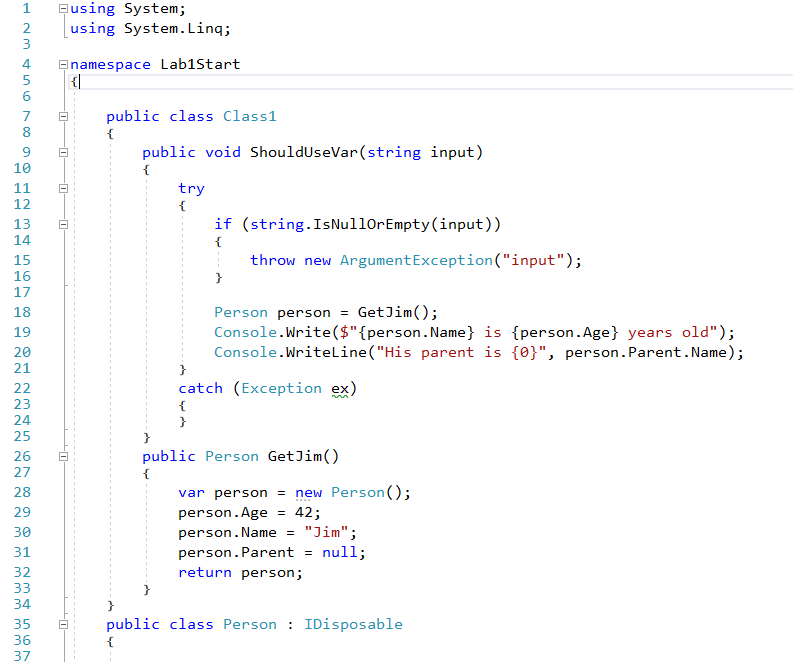 1 using System;
2 using System.Linq;
3
4 namespace Lab1Start
5 {
6
7 public class Class1
8 {
9 public void ShouldUseVar(string input)
10 {
11 try
12 {
13 if (string.IsNullOrEmpty(input))
14 {
15 throw new ArgumentException("input");
16 }
17
18 Person person = GetJim();
19 Console.Write($"{person.Name} is {person.Age} years old");
20 Console.WriteLine("His parent is {0}", person.Parent.Name);
21 }
22 catch (Exception ex)
23 {
24 }
25 }
26 public Person GetJim()
27 {
28 var person = new Person();
29 person.Age = 42;
30 person.Name = "Jim";
31 person.Parent = null;
32 return person;
33 }
34 }
35 public class Person : IDisposable
36 {
37